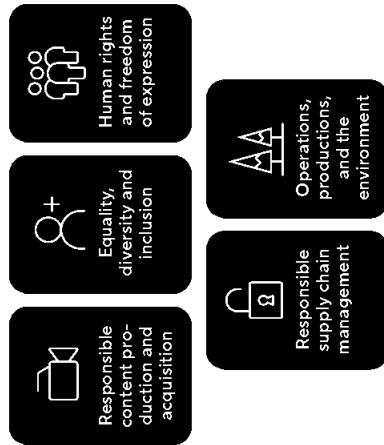 Responsible
content pro-
duction and
acquisition
Equality,
diversity and
inclusion
Human rights
and freedom
of expression
Responsible
supply chain
management
Operations,
productions,
and the
environment